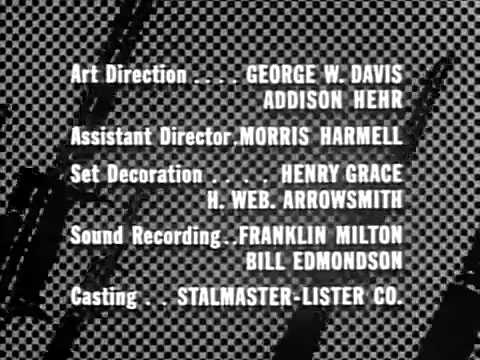 Art Direction .... GEORGE W. DAVIS
ADDISON HEHR
Assistant Director.MORRIS HARMELL
Set Decoration .... HENRY GRACE
H. WEB. ARROWSMITH
Sound Recording..FRANKLIN MILTON
BILL EDMONDSON
Casting .. STALMASTER-LISTER CO.